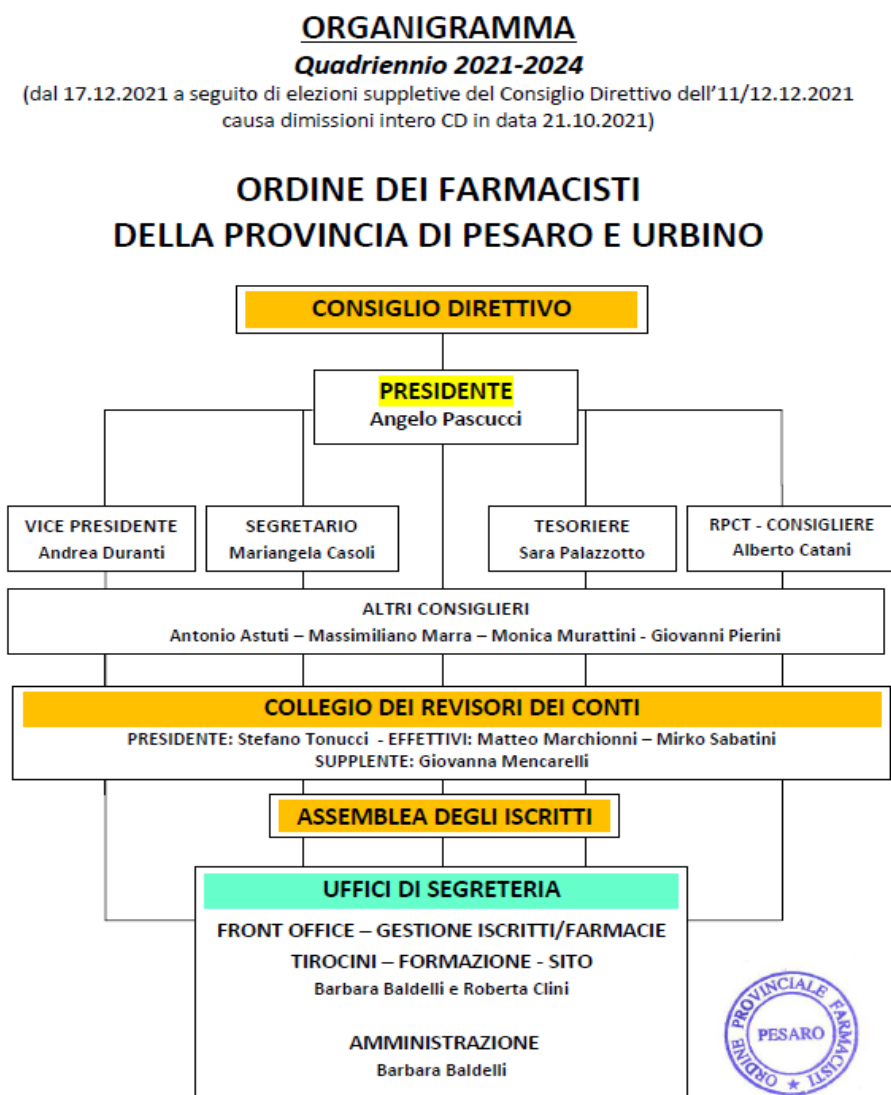 ORGANIGRAMMA
Quadriennio 2021-2024
(dal 17.12.2021 a seguito di elezioni suppletive del Consiglio Direttivo dell'11/12.12.2021
causa dimissioni intero CD in data 21.10.2021)
ORDINE DEI FARMACISTI
DELLA PROVINCIA DI PESARO E URBINO
CONSIGLIO DIRETTIVO
PRESIDENTE
Angelo Pascucci
VICE PRESIDENTE
Andrea Duranti
SEGRETARIO
Mariangela Casoli
TESORIERE
Sara Palazzotto
RPCT - CONSIGLIERE
Alberto Catani
ALTRI CONSIGLIERI
Antonio Astuti – Massimiliano Marra – Monica Murattini - Giovanni Pierini
COLLEGIO DEI REVISORI DEI CONTI
PRESIDENTE: Stefano Tonucci - EFFETTIVI: Matteo Marchionni – Mirko Sabatini
SUPPLENTE: Giovanna Mencarelli
ASSEMBLEA DEGLI ISCRITTI
UFFICI DI SEGRETERIA
FRONT OFFICE – GESTIONE ISCRITTI/FARMACIE
TIROCINI – FORMAZIONE - SITO
Barbara Baldelli e Roberta Clini
AMMINISTRAZIONE
Barbara Baldelli
ORDINE PROVINCIALE FARMACISTI
PESARO